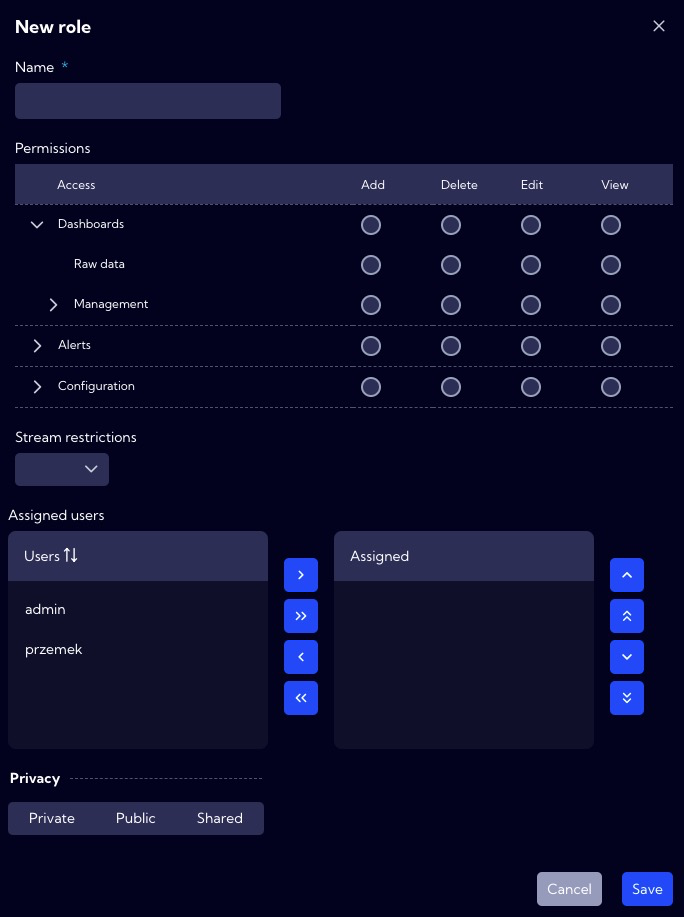 New role
Name *
Permissions
Access Add Delete Edit View
Dashboards
Raw data
Management
Alerts
Configuration
Stream restrictions
Assigned users
Users Assigned
admin
przemek
Privacy
Private Public Shared
Cancel Save